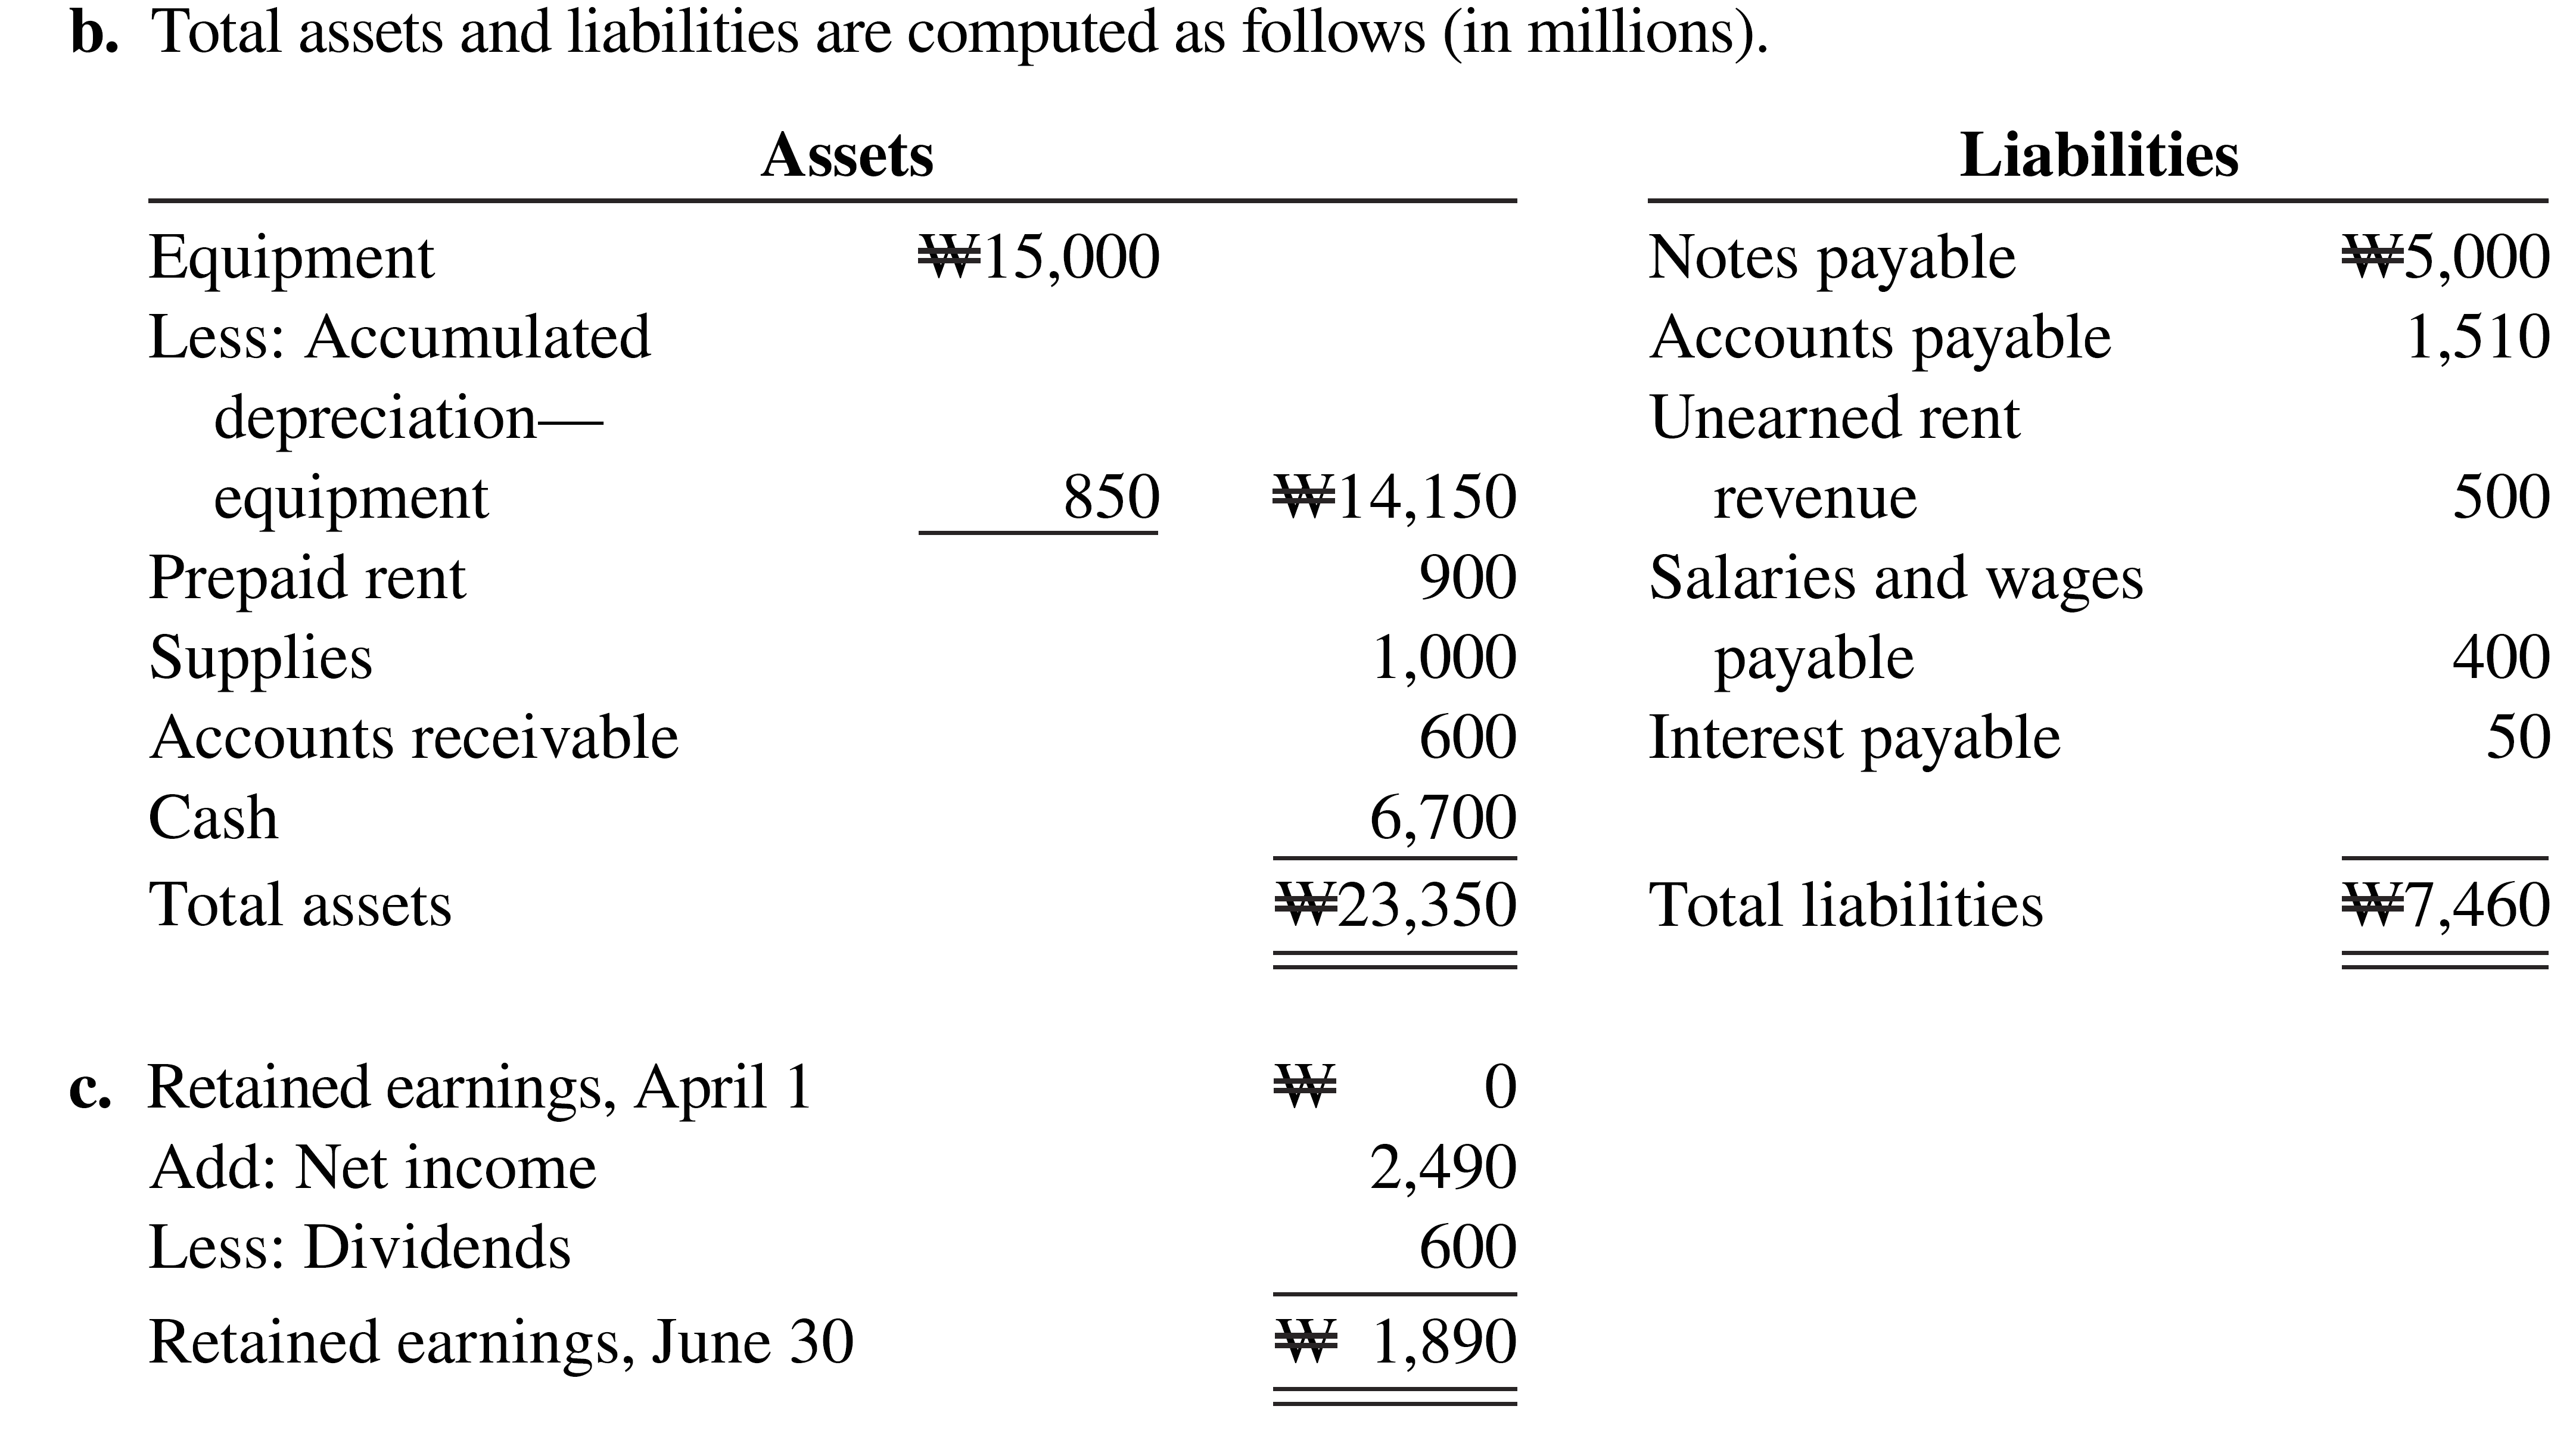 b. Total assets and liabilities are computed as follows (in millions).
Assets Liabilities
Equipment ₩15,000 Notes payable ₩5,000
Less: Accumulated Accounts payable 1,510
depreciation— Unearned rent
equipment 850 ₩14,150 revenue 500
Prepaid rent 900 Salaries and wages
Supplies 1,000 payable 400
Accounts receivable 600 Interest payable 50
Cash 6,700
Total assets ₩23,350 Total liabilities ₩7,460
c. Retained earnings, April 1 ₩ 0
Add: Net income 2,490
Less: Dividends 600
Retained earnings, June 30 ₩ 1,890